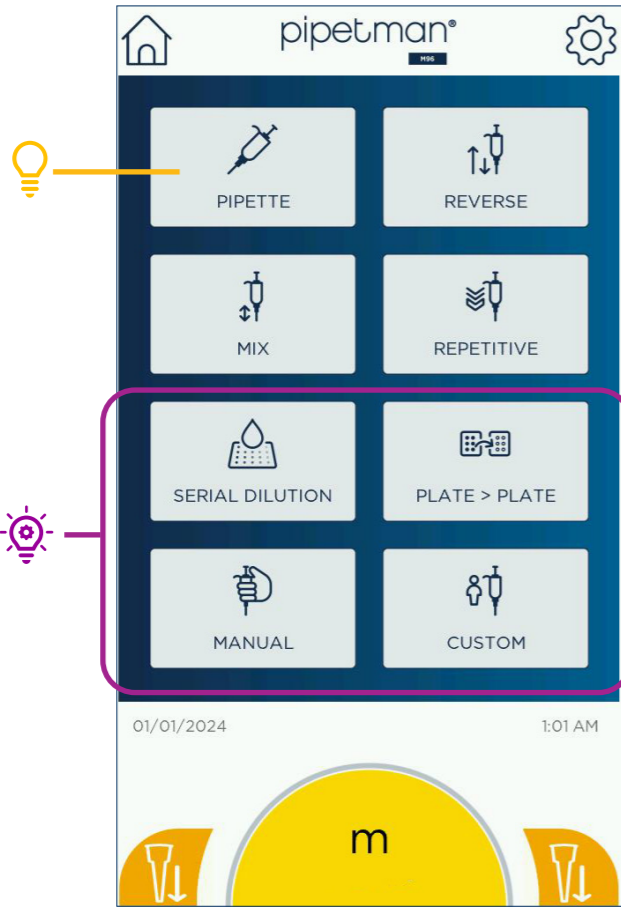 pipetman®
M96
PIPETTE
REVERSE
MIX
REPETITIVE
SERIAL DILUTION
PLATE > PLATE
MANUAL
CUSTOM
01/01/2024
1:01 AM
m